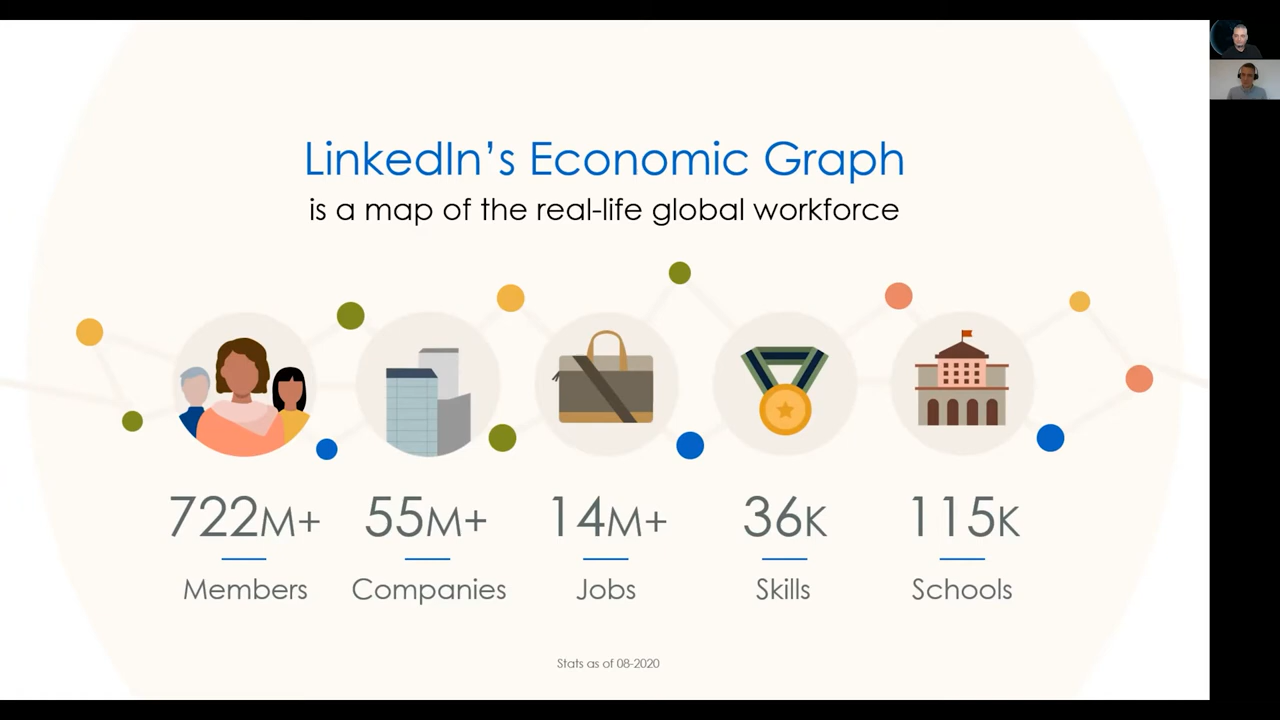 LinkedIn’s Economic Graph
is a map of the real-life global workforce
722M+ 55M+ 14M+ 36K 115K
Members Companies Jobs Skills Schools
Stats as of 08-2020